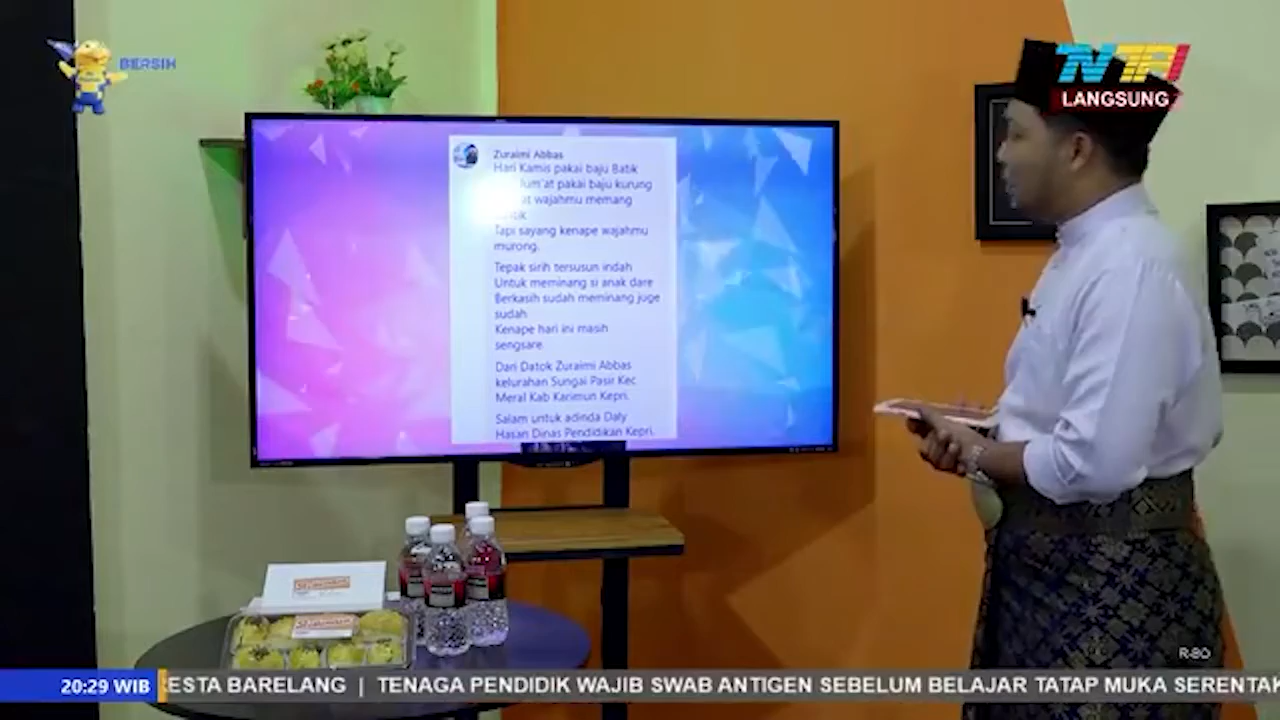 BERSIH
TVRI
LANGSUNG
Zuraimi Abbas
Hari Kamis pakai baju Batik
Jum'at pakai baju kurung
wajahmu memang
Tapi sayang kenape wajahmu
murong.
Tepak sirih tersusun indah
Untuk meminang si anak dare
Berkasih sudah meminang juge
sudah
Kenape hari ini masih
sengsare.
Dari Datok Zuraimi Abbas
kelurahan Sungai Pasir Kec
Meral Kab Karimun Kepri.
Salam untuk adinda Daly
Hasan Dinas Pendidikan Kepri.
R-80
20:29 WIB ESTA BARELANG | TENAGA PENDIDIK WAJIB SWAB ANTIGEN SEBELUM BELAJAR TATAP MUKA SERENTAK